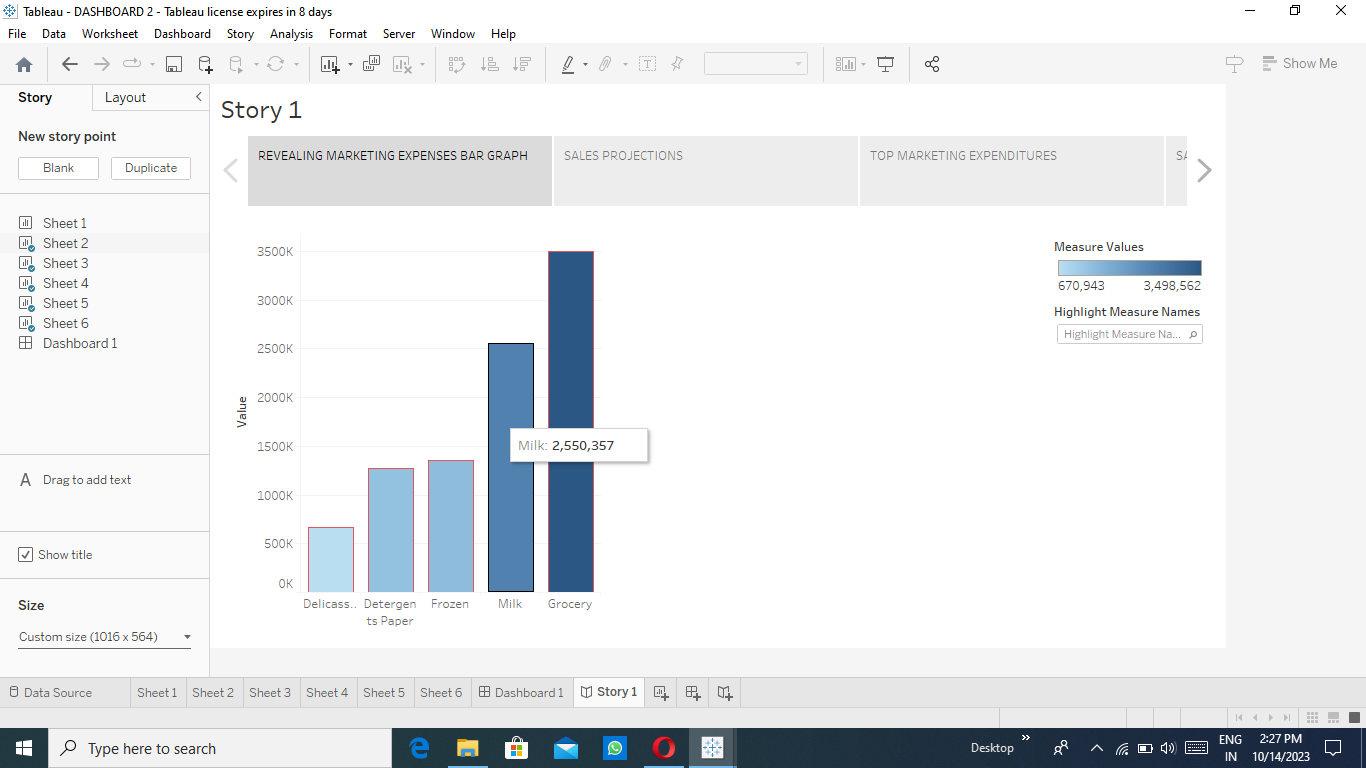 Tableau - DASHBOARD 2 - Tableau license expires in 8 days
File Data Worksheet Dashboard Story Analysis Format Server Window Help
Show Me
Story Layout
New story point
Blank Duplicate
Sheet 1
Sheet 2
Sheet 3
Sheet 4
Sheet 5
Sheet 6
Dashboard 1
A Drag to add text
Show title
Size
Custom size (1016 x 564)
Story 1
REVEALING MARKETING EXPENSES BAR GRAPH SALES PROJECTIONS TOP MARKETING EXPENDITURES SA
3500K
3000K
2500K
2000K
1500K
1000K
500K
0K
Value
Milk: 2,550,357
Delicass..
Detergen
ts Paper
Frozen
Milk
Grocery
Measure Values
670,943 3,498,562
Highlight Measure Names
Highlight Measure Na...
Data Source Sheet 1 Sheet 2 Sheet 3 Sheet 4 Sheet 5 Sheet 6 Dashboard 1 Story 1
Type here to search
Desktop
ENG
IN
2:27 PM
10/14/2023